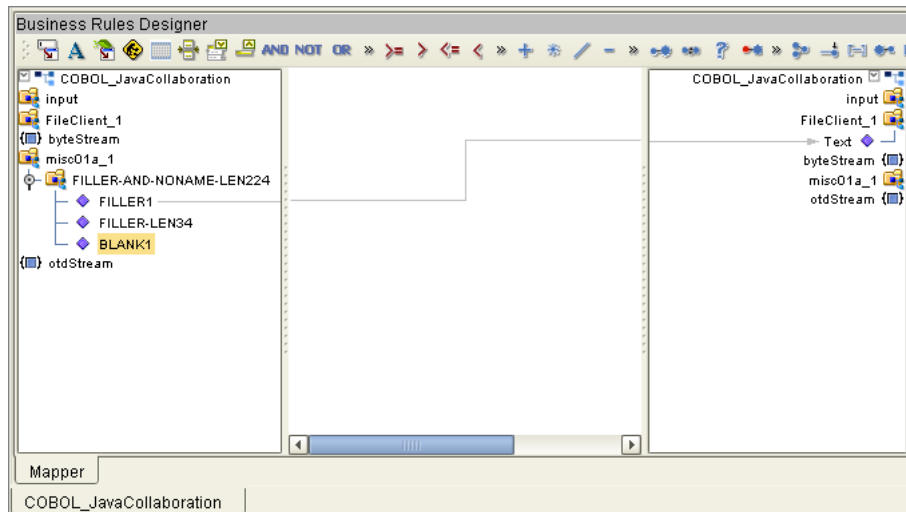 Business Rules Designer
A AND NOT OR » >= > <= < » + * / - » ? »
COBOL_JavaCollaboration
input
FileClient_1
byteStream
misc01a_1
FILLER-AND-NONAME-LEN224
FILLER1
FILLER-LEN34
BLANK1
otdStream
COBOL_JavaCollaboration
input
FileClient_1
Text
byteStream
misc01a_1
otdStream
Mapper
COBOL_JavaCollaboration